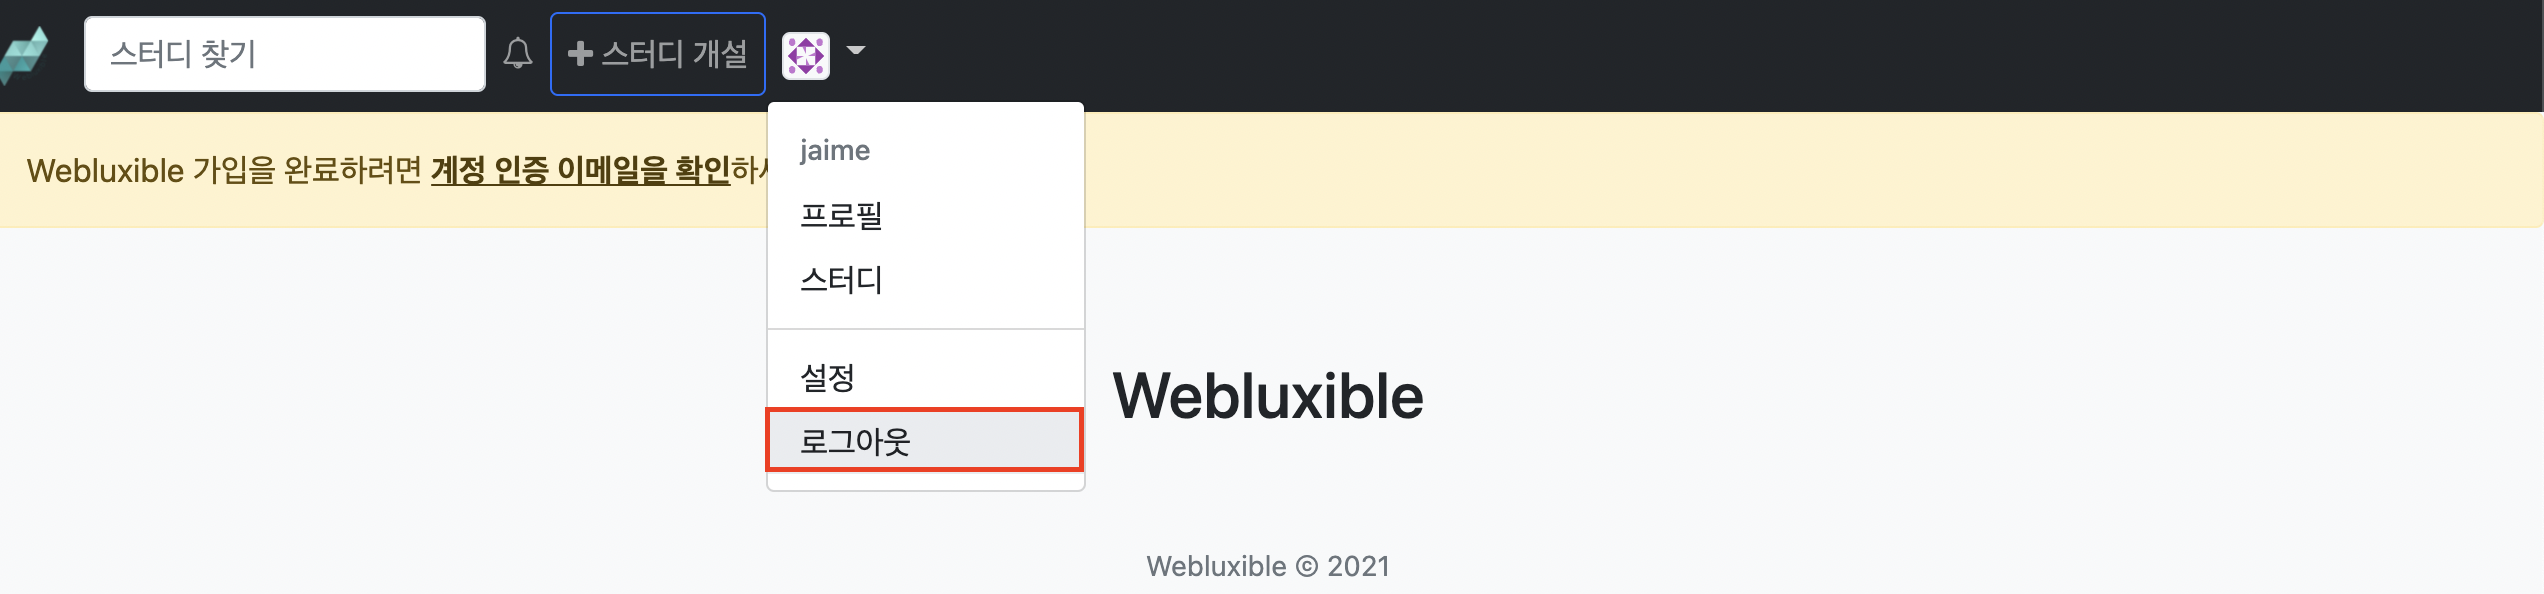 스터디 찾기
스터디 개설
jaime
Webluxible 가입을 완료하려면 계정 인증 이메일을 확인하
프로필
스터디
설정
Webluxible
로그아웃
Webluxible © 2021